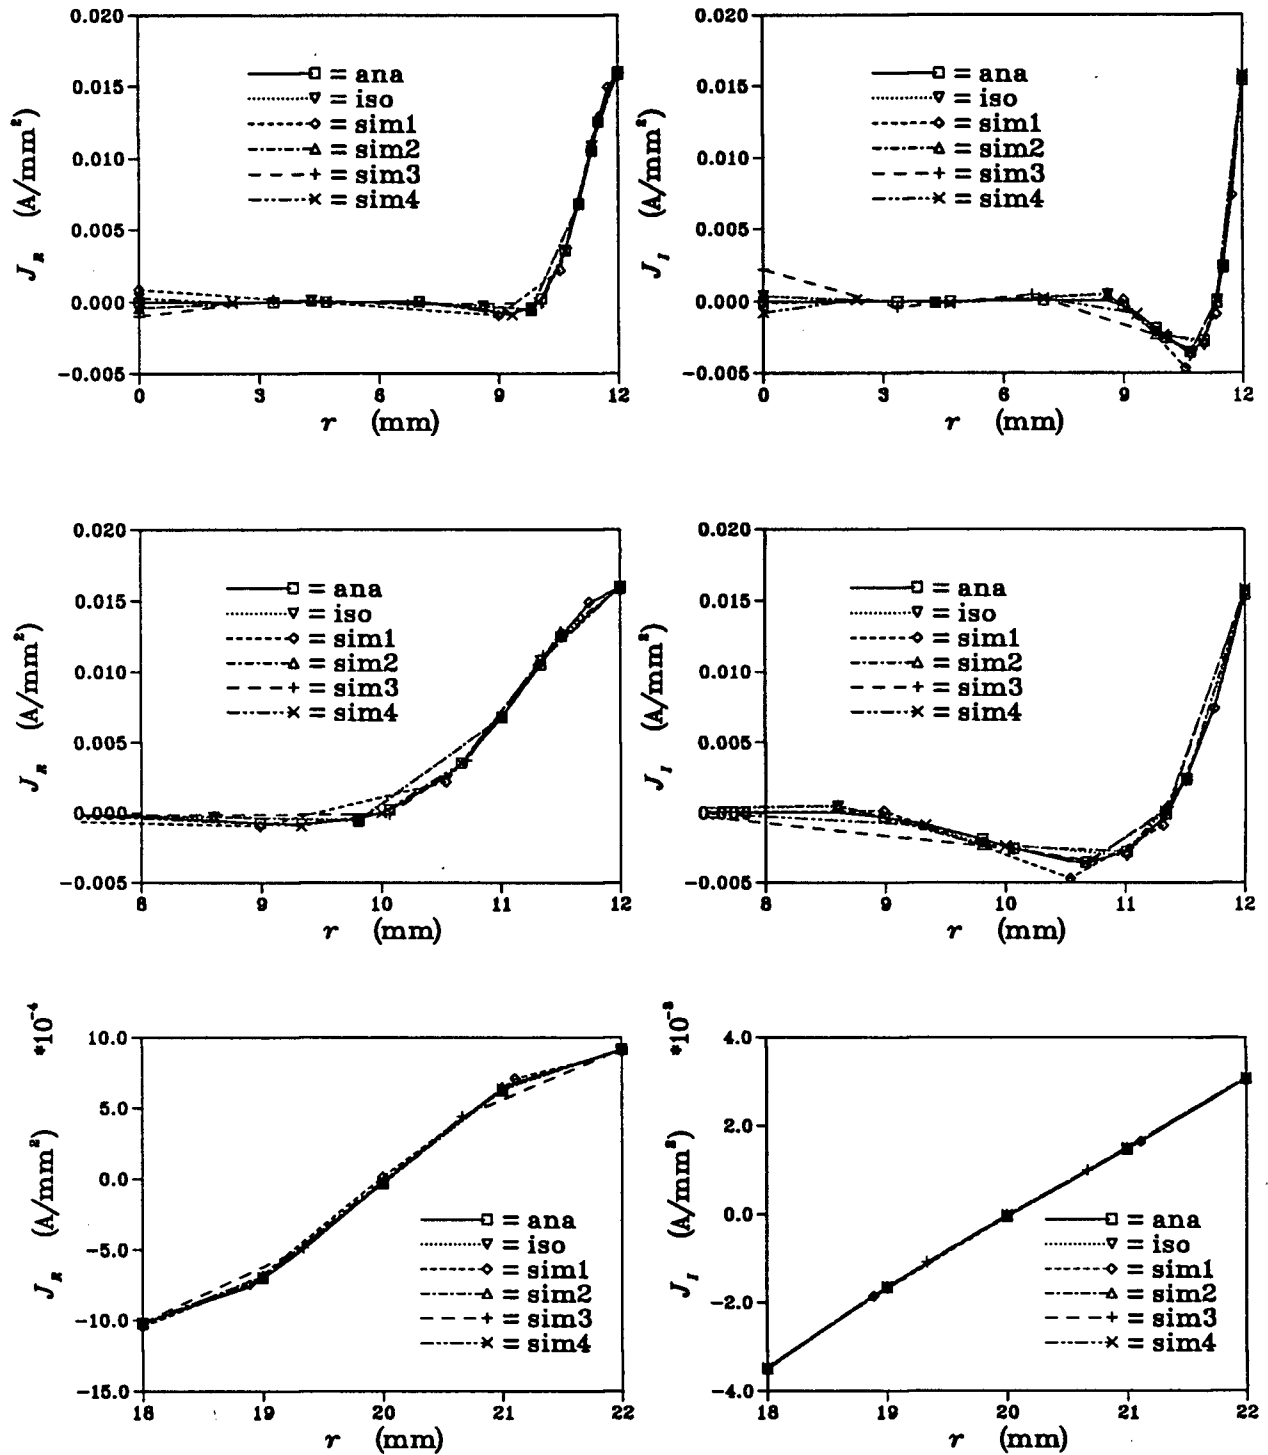 0.020
0.015
0.010
0.005
0.000
−0.005
J_R (A/mm²)
= ana
= iso
= sim1
= sim2
= sim3
= sim4
0 3 6 9 12
r (mm)
0.020
0.015
0.010
0.005
0.000
−0.005
J_I (A/mm²)
= ana
= iso
= sim1
= sim2
= sim3
= sim4
0 3 6 9 12
r (mm)
0.020
0.015
0.010
0.005
0.000
−0.005
J_R (A/mm²)
= ana
= iso
= sim1
= sim2
= sim3
= sim4
8 9 10 11 12
r (mm)
0.020
0.015
0.010
0.005
−0.005
J_I (A/mm²)
= ana
= iso
= sim1
= sim2
= sim3
= sim4
8 9 10 11 12
r (mm)
*10⁻⁴
10.0
5.0
0.0
−5.0
−10.0
−15.0
J_R (A/mm²)
= ana
= iso
= sim1
= sim2
= sim3
= sim4
18 19 20 21 22
r (mm)
4.0
2.0
0.0
−2.0
−4.0
J_I (A/mm²)
= ana
= iso
= sim1
= sim2
= sim3
= sim4
18 19 20 21 22
r (mm)